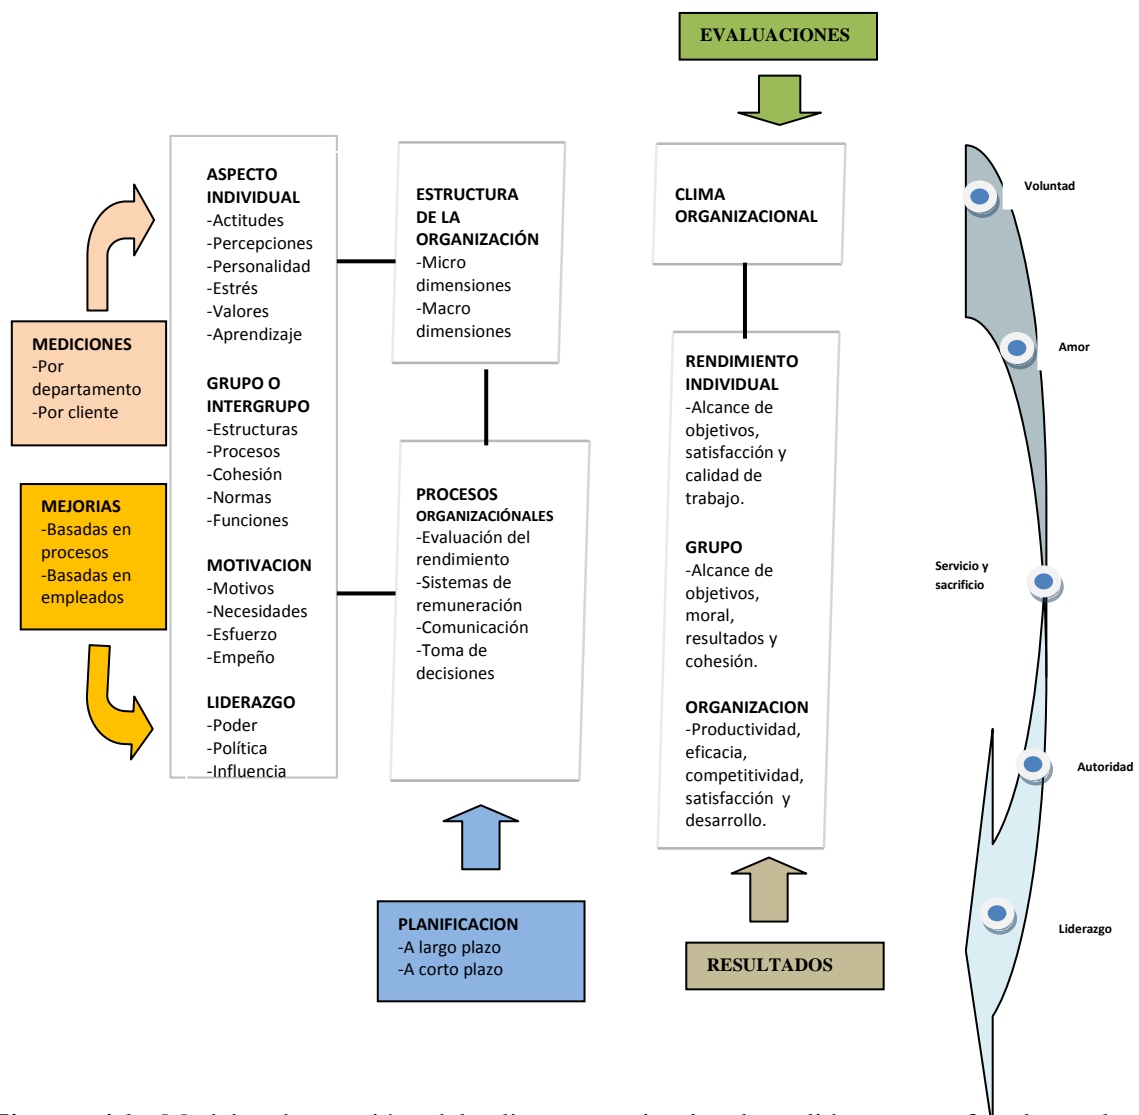 EVALUACIONES
MEDICIONES
-Por
departamento
-Por cliente
MEJORIAS
-Basadas en
procesos
-Basadas en
empleados
ASPECTO
INDIVIDUAL
-Actitudes
-Percepciones
-Personalidad
-Estrés
-Valores
-Aprendizaje
GRUPO O
INTERGRUPO
-Estructuras
-Procesos
-Cohesión
-Normas
-Funciones
MOTIVACION
-Motivos
-Necesidades
-Esfuerzo
-Empeño
LIDERAZGO
-Poder
-Política
-Influencia
ESTRUCTURA
DE LA
ORGANIZACIÓN
-Micro
dimensiones
-Macro
dimensiones
PROCESOS
ORGANIZACIÓNALES
-Evaluación del
rendimiento
-Sistemas de
remuneración
-Comunicación
-Toma de
decisiones
PLANIFICACION
-A largo plazo
-A corto plazo
CLIMA
ORGANIZACIONAL
RENDIMIENTO
INDIVIDUAL
-Alcance de
objetivos,
satisfacción y
calidad de
trabajo.
GRUPO
-Alcance de
objetivos,
moral,
resultados y
cohesión.
ORGANIZACION
-Productividad,
eficacia,
competitividad,
satisfacción y
desarrollo.
RESULTADOS
Voluntad
Amor
Servicio y
sacrificio
Autoridad
Liderazgo